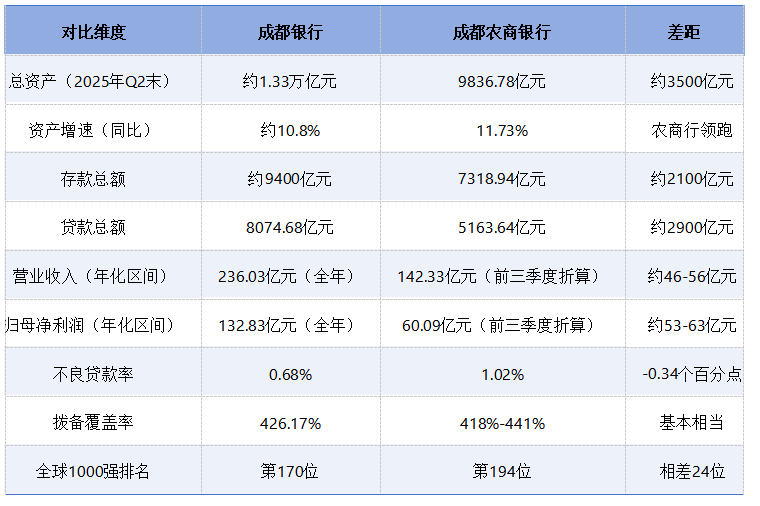 对比维度 成都银行 成都农商银行 差距
总资产（2025年Q2末） 约1.33万亿元 9836.78亿元 约3500亿元
资产增速（同比） 约10.8% 11.73% 农商行领跑
存款总额 约9400亿元 7318.94亿元 约2100亿元
贷款总额 8074.68亿元 5163.64亿元 约2900亿元
营业收入（年化区间） 236.03亿元（全年） 142.33亿元（前三季度折算） 约46-56亿元
归母净利润（年化区间） 132.83亿元（全年） 60.09亿元（前三季度折算） 约53-63亿元
不良贷款率 0.68% 1.02% -0.34个百分点
拨备覆盖率 426.17% 418%-441% 基本相当
全球1000强排名 第170位 第194位 相差24位